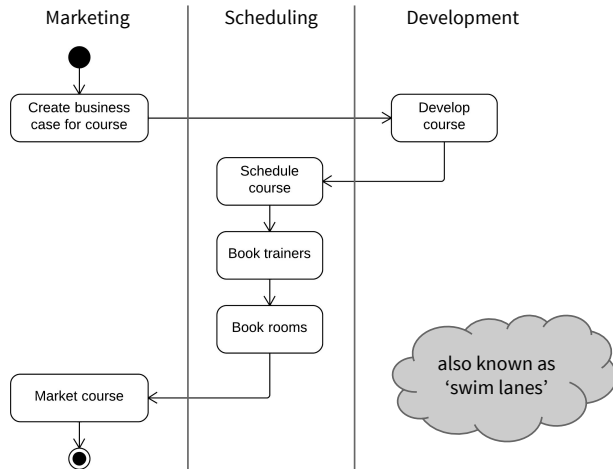 Marketing
Scheduling
Development
Create business
case for course
Develop
course
Schedule
course
Book trainers
Book rooms
Market course
also known as
‘swim lanes’